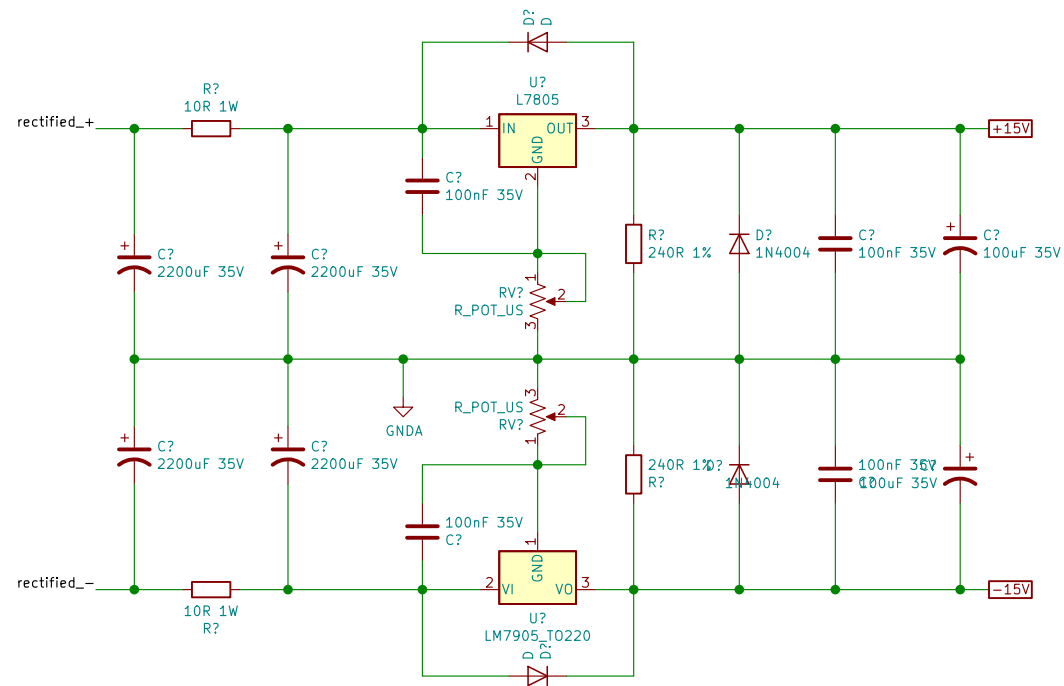 D?
D
U?
L7805
R?
10R 1W
rectified_+
1
IN
OUT
3
GND
2
+15V
C?
100nF 35V
C?
2200uF 35V
C?
2200uF 35V
R?
240R 1%
D?
1N4004
C?
100nF 35V
C?
100uF 35V
1
RV?
R_POT_US
2
3
GNDA
3
R_POT_US
RV?
2
1
C?
2200uF 35V
C?
2200uF 35V
240R 1%
R?
D?
1N4004
100nF 35V
C?
C?
100uF 35V
100nF 35V
C?
1
GND
rectified_-
2
VI
VO
3
-15V
10R 1W
R?
U?
LM7905_TO220
D
D?